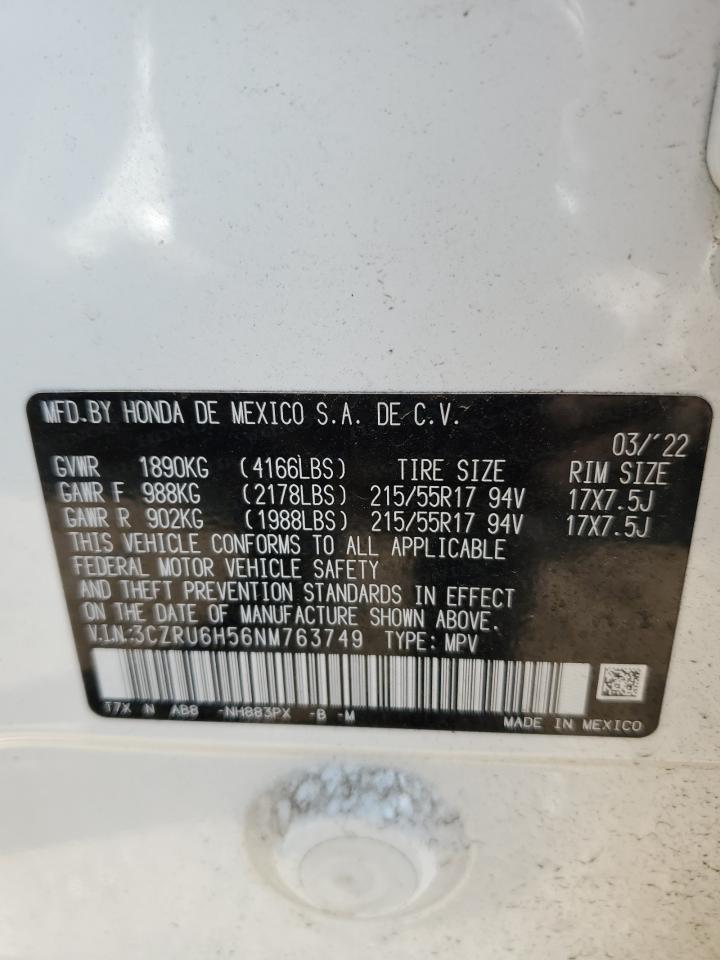 MFD.BY HONDA DE MEXICO S.A. DE C.V.
03/'22
GVWR 1890KG (4166LBS) TIRE SIZE RIM SIZE
GAWR F 988KG (2178LBS) 215/55R17 94V 17X7.5J
GAWR R 902KG (1988LBS) 215/55R17 94V 17X7.5J
THIS VEHICLE CONFORMS TO ALL APPLICABLE
FEDERAL MOTOR VEHICLE SAFETY
AND THEFT PREVENTION STANDARDS IN EFFECT
ON THE DATE OF MANUFACTURE SHOWN ABOVE.
V.I.N:3CZRU6H56NM763749 TYPE: MPV
T7X N AB8 -NH883PX -B -M
MADE IN MEXICO